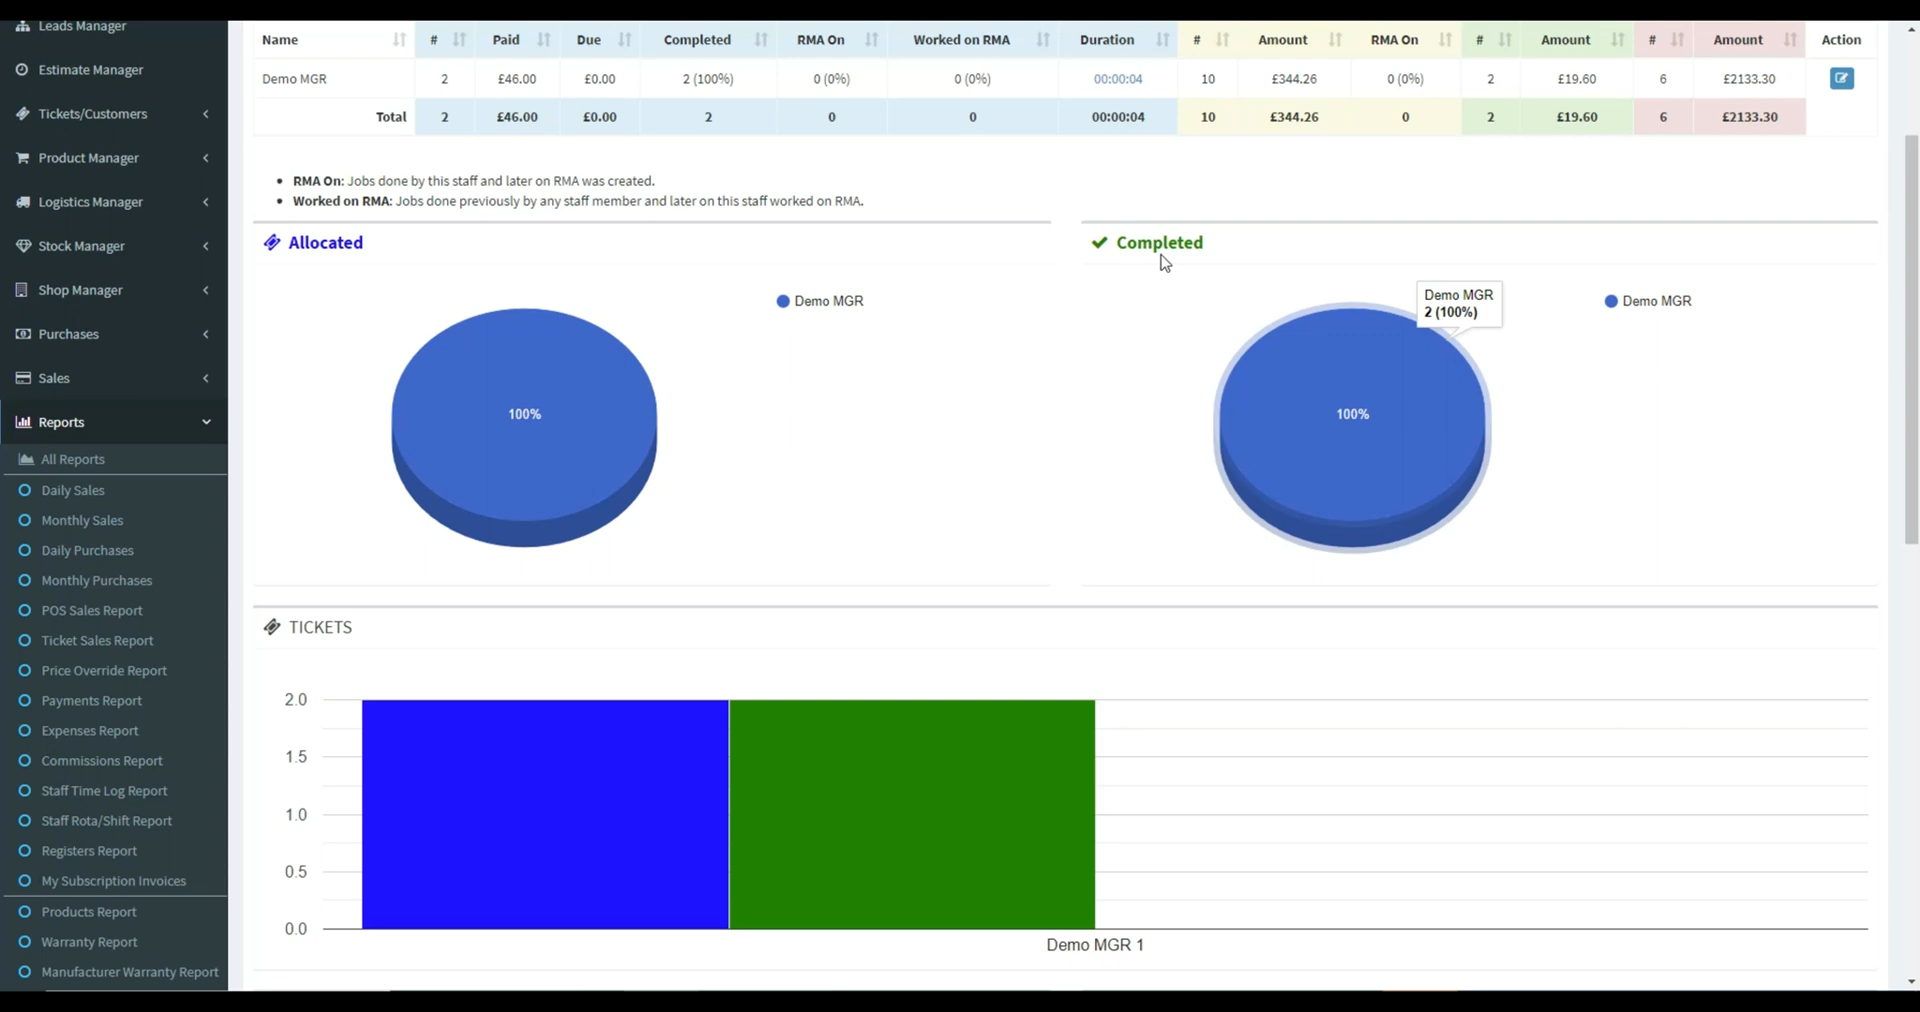 Leads Manager
Estimate Manager
Tickets/Customers
Product Manager
Logistics Manager
Stock Manager
Shop Manager
Purchases
Sales
Reports
All Reports
Daily Sales
Monthly Sales
Daily Purchases
Monthly Purchases
POS Sales Report
Ticket Sales Report
Price Override Report
Payments Report
Expenses Report
Commissions Report
Staff Time Log Report
Staff Rota/Shift Report
Registers Report
My Subscription Invoices
Products Report
Warranty Report
Manufacturer Warranty Report
Name # Paid Due Completed RMA On Worked on RMA Duration # Amount RMA On # Amount # Amount Action
Demo MGR 2 £46.00 £0.00 2 (100%) 0 (0%) 0 (0%) 00:00:04 10 £344.26 0 (0%) 2 £19.60 6 £2133.30
Total 2 £46.00 £0.00 2 0 0 00:00:04 10 £344.26 0 2 £19.60 6 £2133.30
RMA On: Jobs done by this staff and later on RMA was created.
Worked on RMA: Jobs done previously by any staff member and later on this staff worked on RMA.
Allocated
Demo MGR
100%
Completed
Demo MGR
2 (100%)
Demo MGR
100%
TICKETS
2.0
1.5
1.0
0.5
0.0
Demo MGR 1